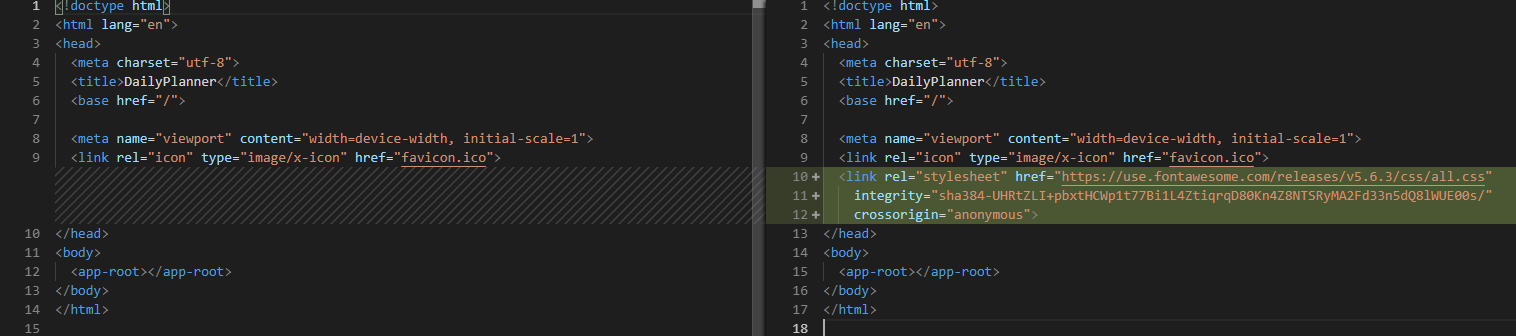 1 <!doctype html>
2 <html lang="en">
3 <head>
4 <meta charset="utf-8">
5 <title>DailyPlanner</title>
6 <base href="/">
7
8 <meta name="viewport" content="width=device-width, initial-scale=1">
9 <link rel="icon" type="image/x-icon" href="favicon.ico">
10 </head>
11 <body>
12 <app-root></app-root>
13 </body>
14 </html>
15
1 <!doctype html>
2 <html lang="en">
3 <head>
4 <meta charset="utf-8">
5 <title>DailyPlanner</title>
6 <base href="/">
7
8 <meta name="viewport" content="width=device-width, initial-scale=1">
9 <link rel="icon" type="image/x-icon" href="favicon.ico">
10 + <link rel="stylesheet" href="https://use.fontawesome.com/releases/v5.6.3/css/all.css"
11 + integrity="sha384-UHRtZLI+pbxtHCWp1t77Bi1L4ZtiqrqD80Kn4Z8NTSRyMA2Fd33n5dQ8lWUE00s/"
12 + crossorigin="anonymous">
13 </head>
14 <body>
15 <app-root></app-root>
16 </body>
17 </html>
18